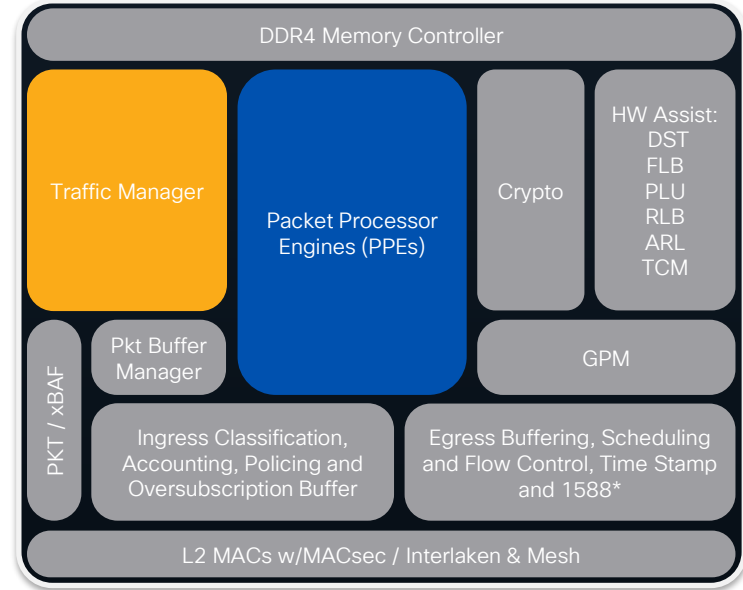 DDR4 Memory Controller
Traffic Manager
Packet Processor
Engines (PPEs)
Crypto
HW Assist:
DST
FLB
PLU
RLB
ARL
TCM
PKT / xBAF
Pkt Buffer
Manager
GPM
Ingress Classification,
Accounting, Policing and
Oversubscription Buffer
Egress Buffering, Scheduling
and Flow Control, Time Stamp
and 1588*
L2 MACs w/MACsec / Interlaken & Mesh